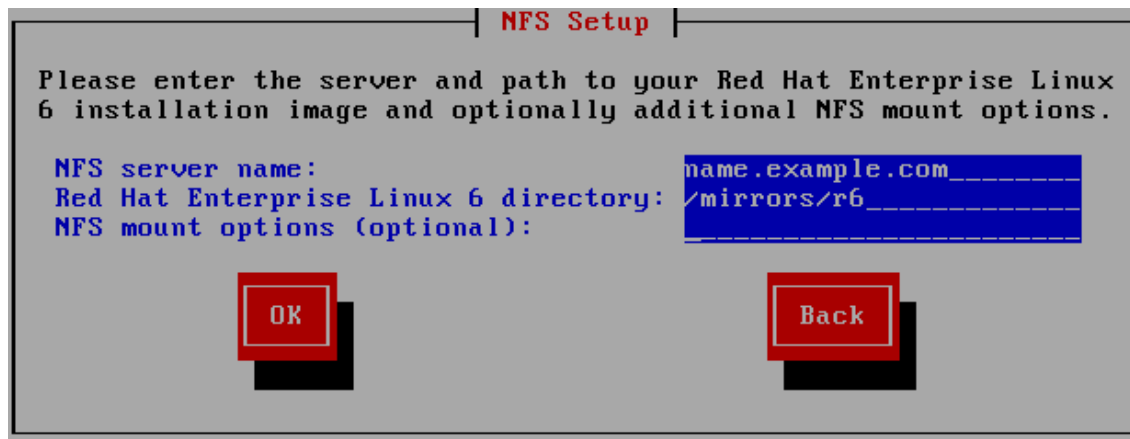 NFS Setup
Please enter the server and path to your Red Hat Enterprise Linux
6 installation image and optionally additional NFS mount options.
NFS server name: name.example.com________
Red Hat Enterprise Linux 6 directory: /mirrors/r6_____________
NFS mount options (optional): ________________________
OK Back